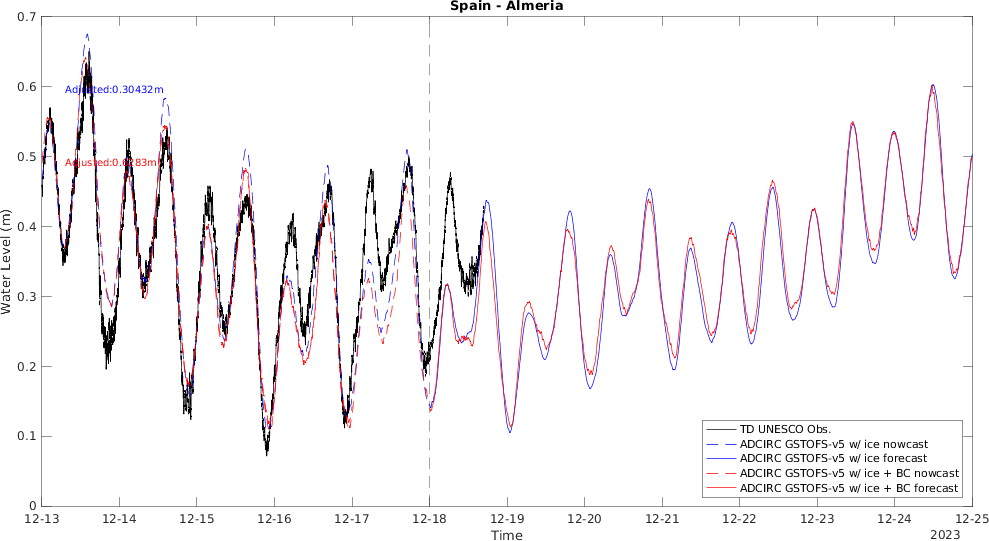 Spain - Almeria
0.7
0.6
0.5
0.4
0.3
0.2
0.1
0
Water Level (m)
Adjusted:0.30432m
TD UNESCO Obs.
ADCIRC GSTOFS-v5 w/ ice nowcast
ADCIRC GSTOFS-v5 w/ ice forecast
ADCIRC GSTOFS-v5 w/ ice + BC nowcast
ADCIRC GSTOFS-v5 w/ ice + BC forecast
12-13
12-14
12-15
12-16
12-17
12-18
12-19
12-20
12-21
12-22
12-23
12-24
12-25
Time
2023